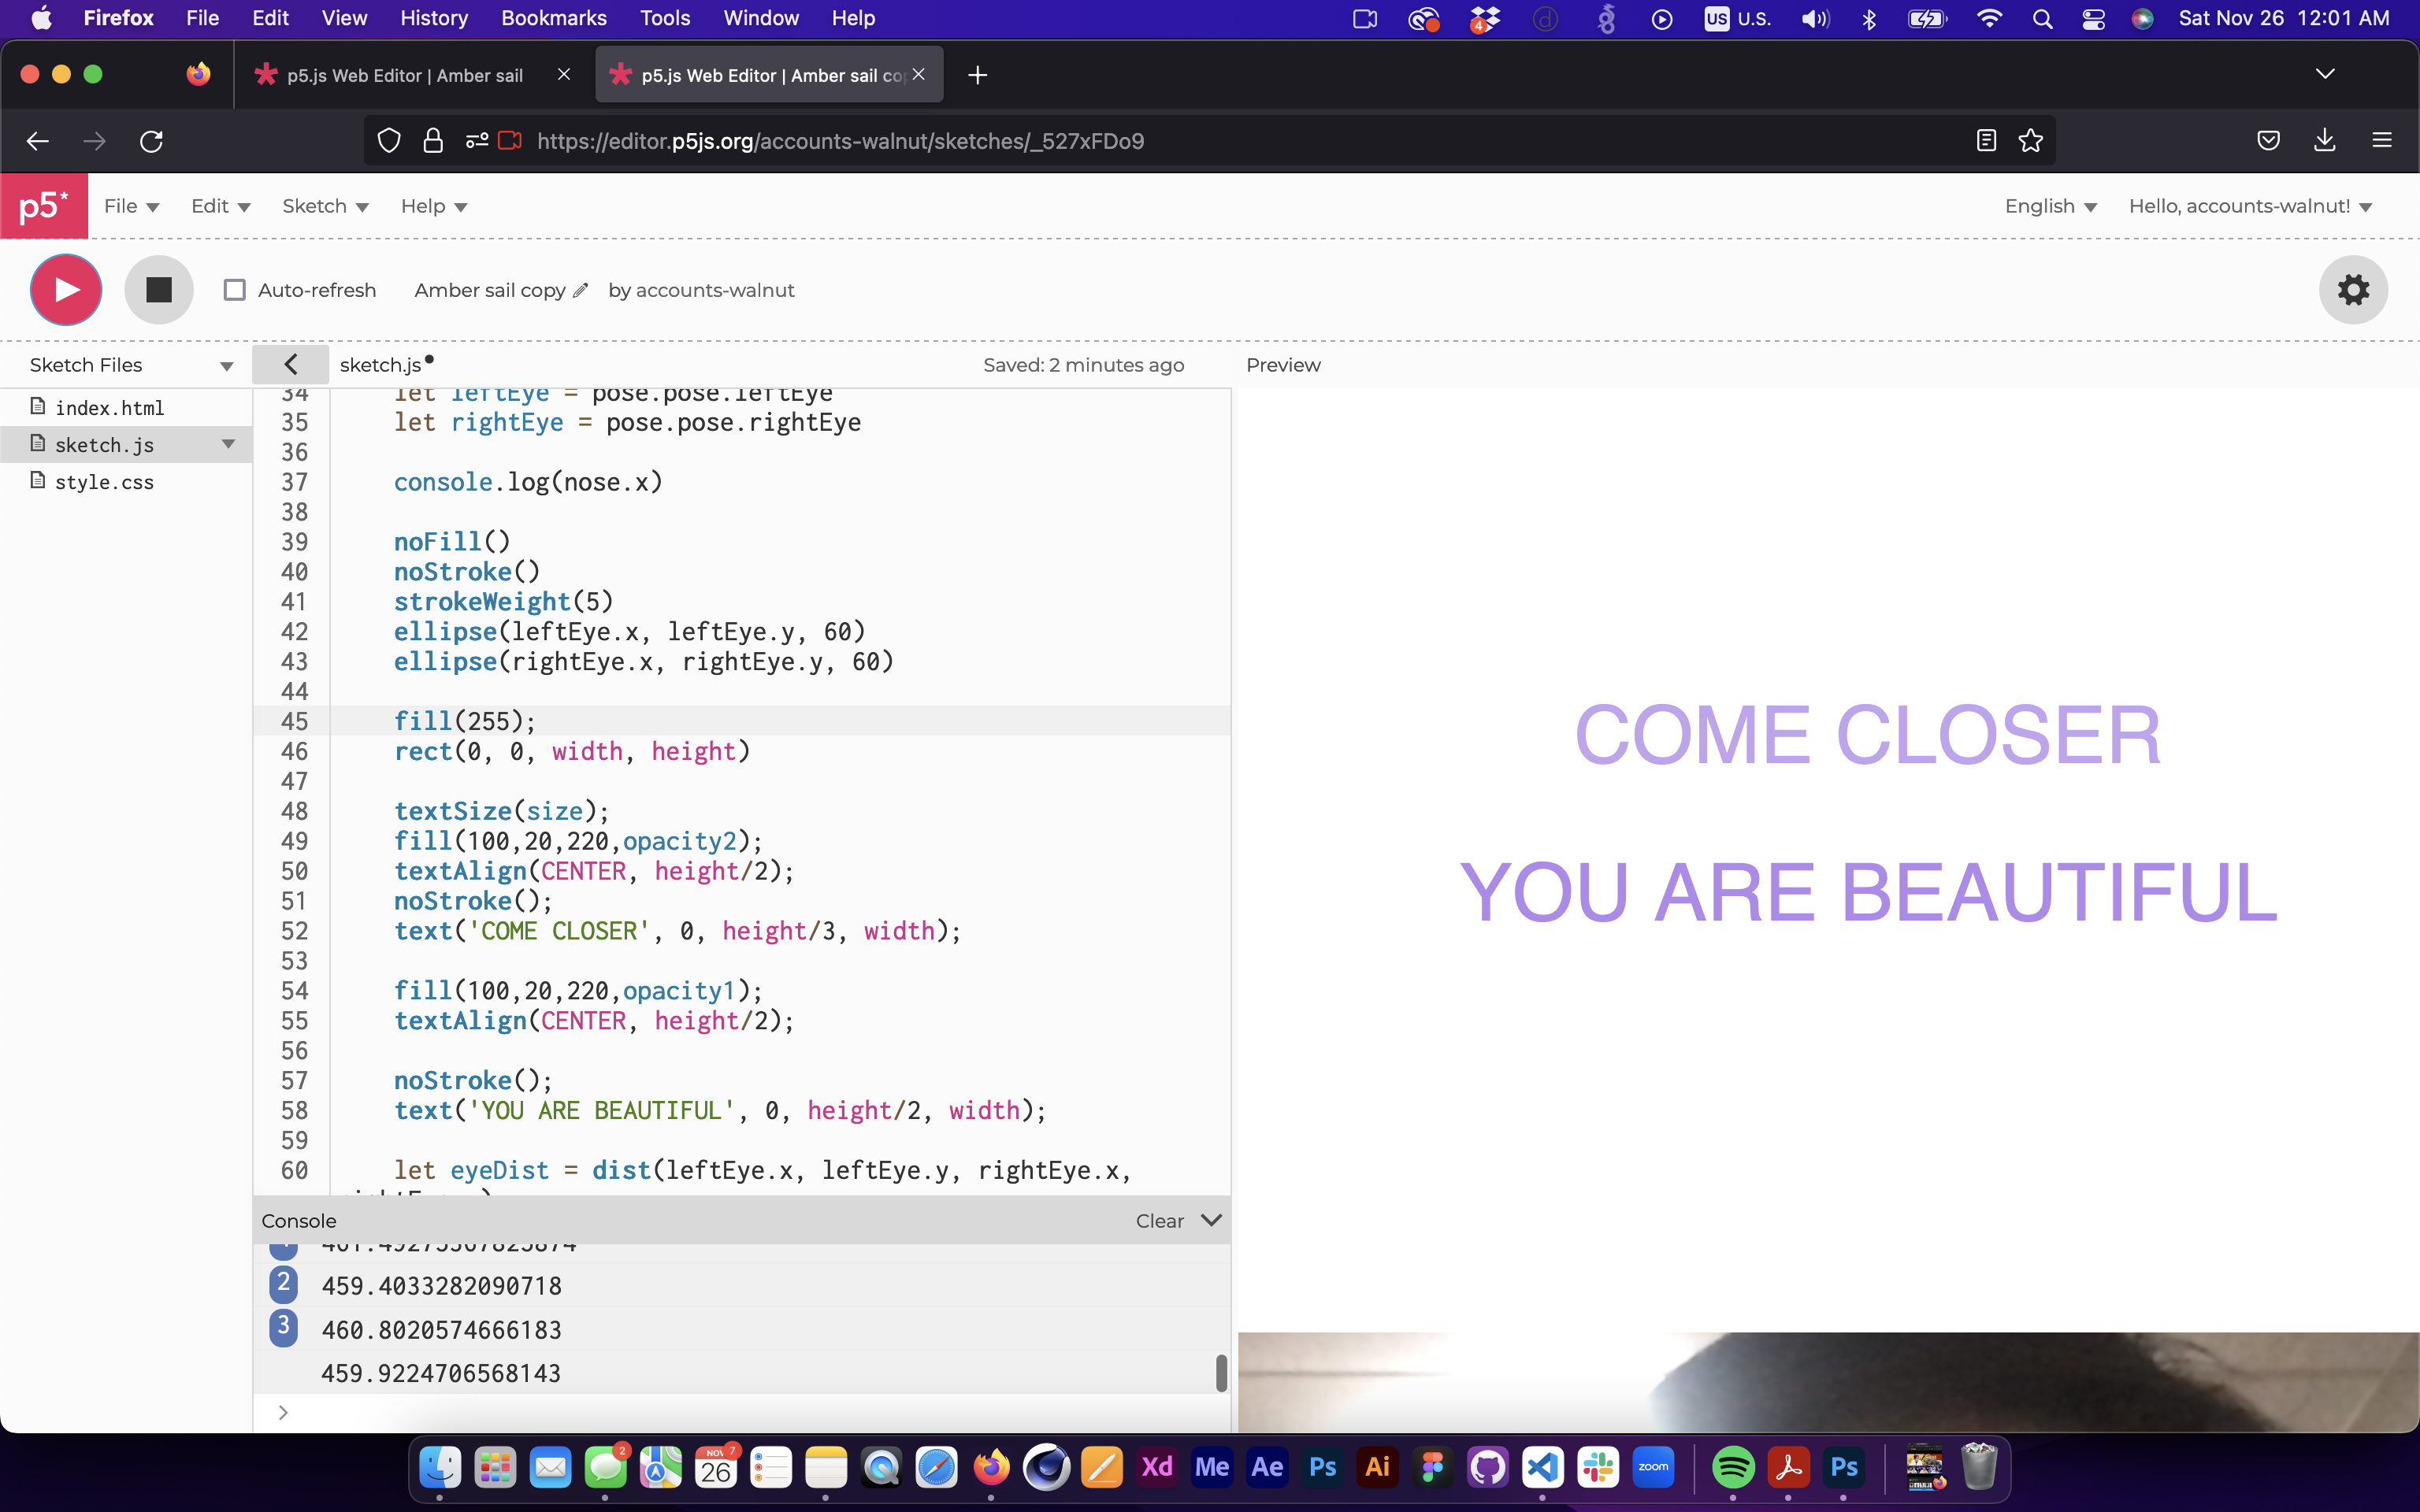 Firefox File Edit View History Bookmarks Tools Window Help 4 US U.S. Sat Nov 26 12:01 AM
p5.js Web Editor | Amber sail p5.js Web Editor | Amber sail co
https://editor.p5js.org/accounts-walnut/sketches/_527xFDo9
p5* File Edit Sketch Help English Hello, accounts-walnut!
Auto-refresh Amber sail copy by accounts-walnut
Sketch Files sketch.js Saved: 2 minutes ago Preview
index.html
sketch.js
style.css
34 let leftEye = pose.pose.leftEye
35 let rightEye = pose.pose.rightEye
36
37 console.log(nose.x)
38
39 noFill()
40 noStroke()
41 strokeWeight(5)
42 ellipse(leftEye.x, leftEye.y, 60)
43 ellipse(rightEye.x, rightEye.y, 60)
44
45 fill(255);
46 rect(0, 0, width, height)
47
48 textSize(size);
49 fill(100,20,220,opacity2);
50 textAlign(CENTER, height/2);
51 noStroke();
52 text('COME CLOSER', 0, height/3, width);
53
54 fill(100,20,220,opacity1);
55 textAlign(CENTER, height/2);
56
57 noStroke();
58 text('YOU ARE BEAUTIFUL', 0, height/2, width);
59
60 let eyeDist = dist(leftEye.x, leftEye.y, rightEye.x,
COME CLOSER
YOU ARE BEAUTIFUL
Console Clear
2 459.4033282090718
3 460.8020574666183
459.9224706568143
>
2 NOV 7 26 Xd Me Ae Ps Ai zoom Ps